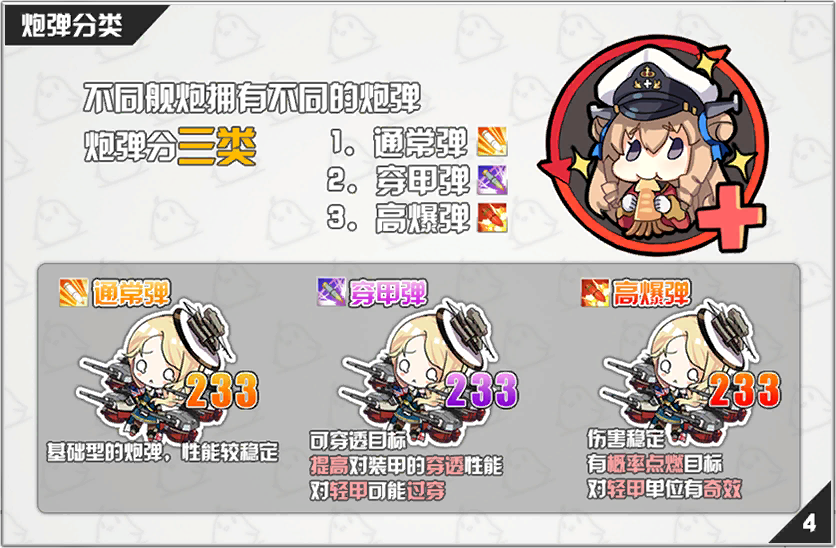 炮弹分类
不同舰炮拥有不同的炮弹
炮弹分三类
1. 通常弹
2. 穿甲弹
3. 高爆弹
通常弹
233
基础型的炮弹，性能较稳定
穿甲弹
233
可穿透目标
提高对装甲的穿透性能
对轻甲可能过穿
高爆弹
233
伤害稳定
有概率点燃目标
对轻甲单位有奇效
4